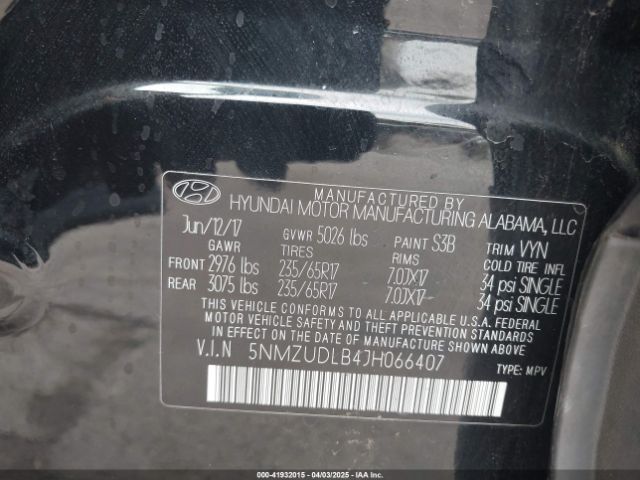 MANUFACTURED BY
HYUNDAI MOTOR MANUFACTURING ALABAMA, LLC
Jun/12/17 GVWR 5026 lbs PAINT S3B TRIM VYN
GAWR TIRES RIMS COLD TIRE INFL
FRONT 2976 lbs 235/65R17 7.0JX17 34 psi SINGLE
REAR 3075 lbs 235/65R17 7.0JX17 34 psi SINGLE
THIS VEHICLE CONFORMS TO ALL APPLICABLE U.S.A. FEDERAL
MOTOR VEHICLE SAFETY AND THEFT PREVENTION STANDARDS
IN EFFECT ON THE DATE OF MANUFACTURE SHOWN ABOVE.
V.I.N 5NMZUDLB4JH066407 TYPE: MPV
000-41932015 - 04/03/2025 - IAAI.com